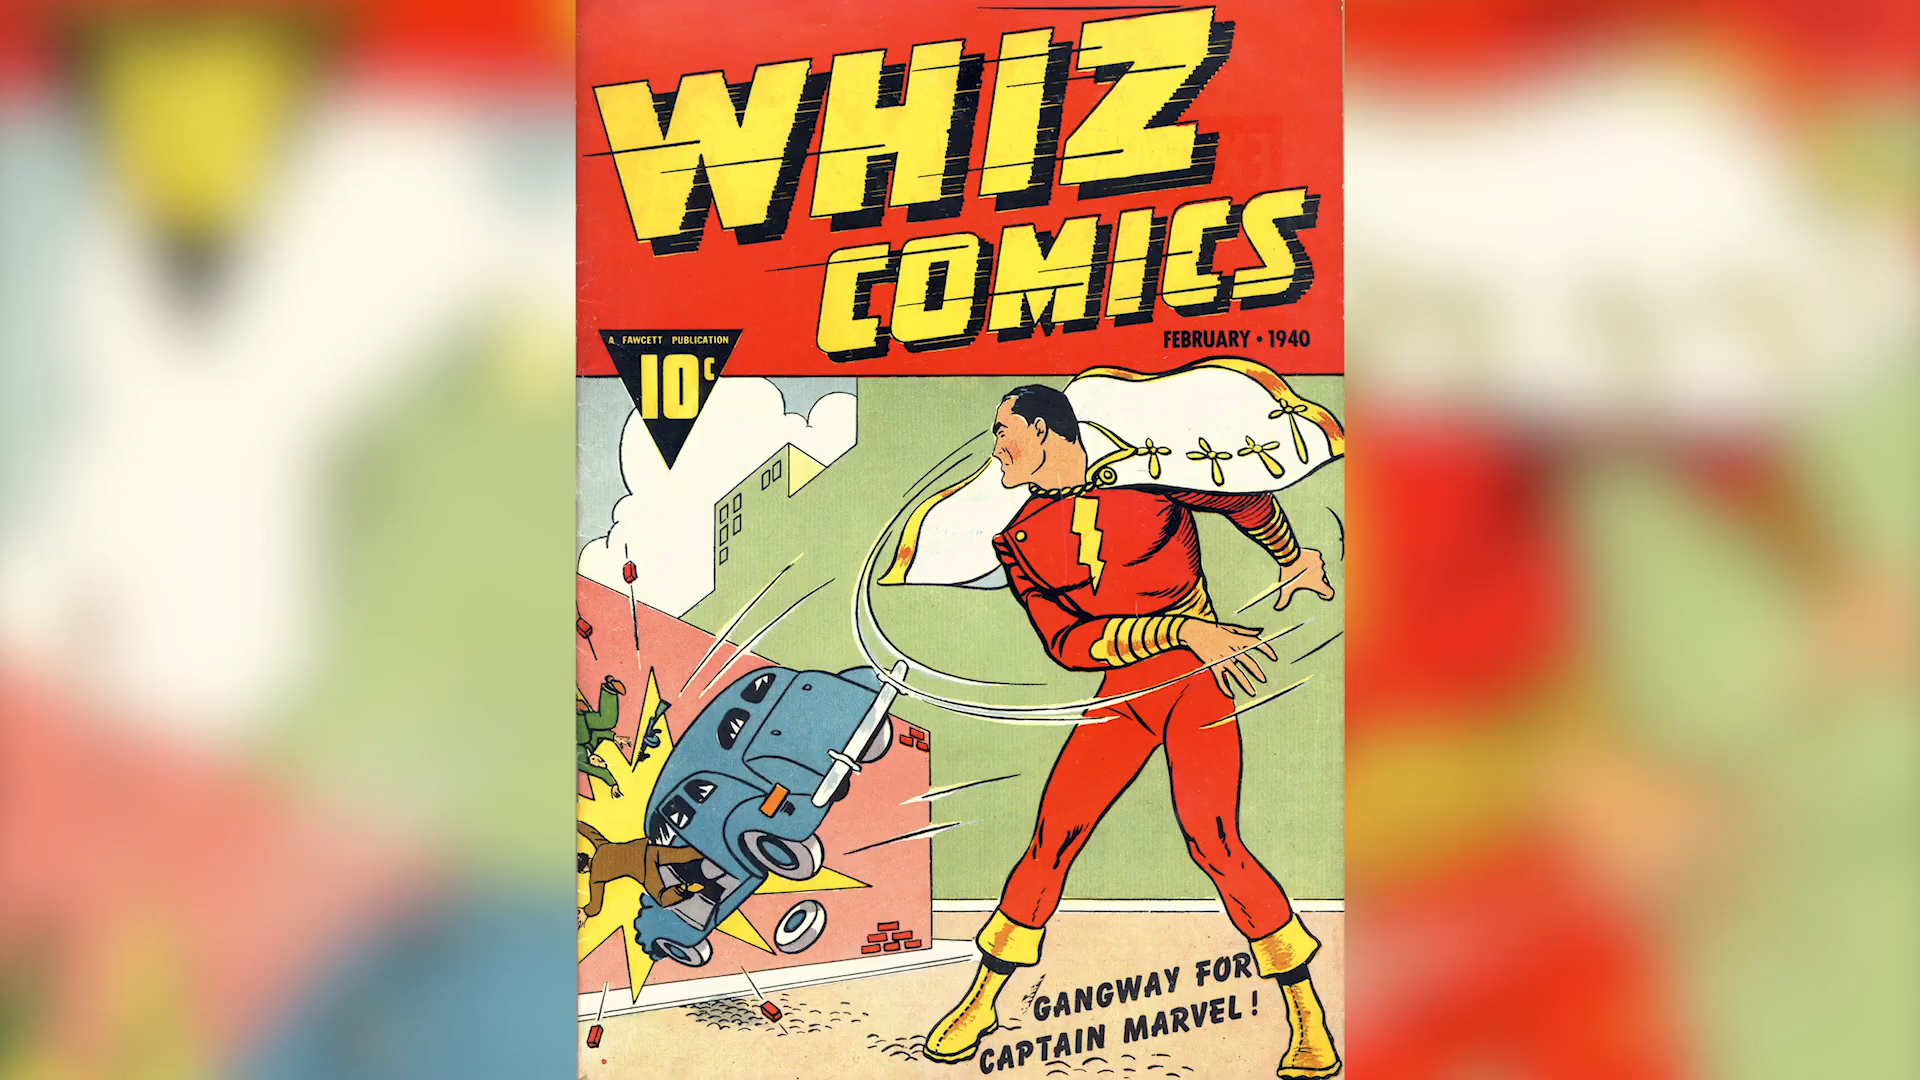 WHIZ
COMICS
FEBRUARY • 1940
A FAWCETT PUBLICATION
10¢
GANGWAY FOR
CAPTAIN MARVEL!